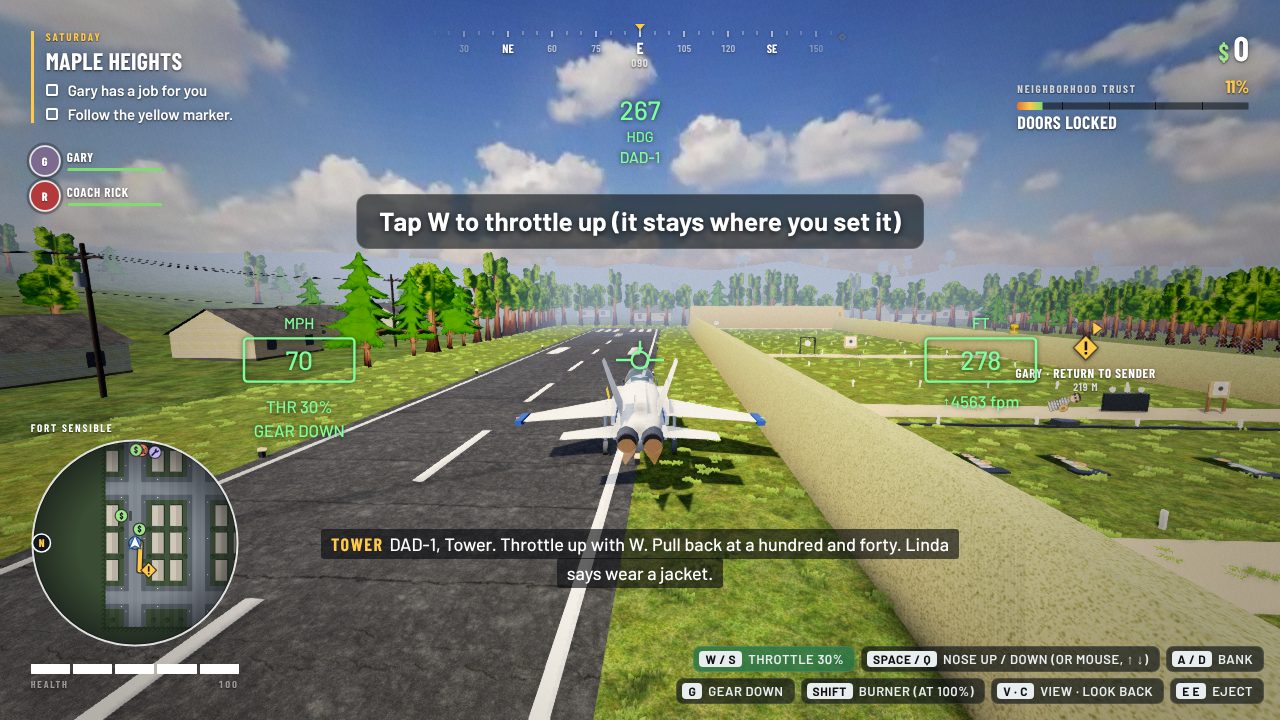 SATURDAY
MAPLE HEIGHTS
Gary has a job for you
Follow the yellow marker.
G GARY
R COACH RICK
30 NE 60 75 E 105 120 SE 150
090
267
HDG
DAD-1
$0
NEIGHBORHOOD TRUST 11%
DOORS LOCKED
Tap W to throttle up (it stays where you set it)
MPH
70
THR 30%
GEAR DOWN
FT
278
↑4563 fpm
GARY · RETURN TO SENDER
219 M
FORT SENSIBLE
N
HEALTH 100
TOWER DAD-1, Tower. Throttle up with W. Pull back at a hundred and forty. Linda
says wear a jacket.
W / S THROTTLE 30% SPACE / Q NOSE UP / DOWN (OR MOUSE, ↑ ↓) A / D BANK
G GEAR DOWN SHIFT BURNER (AT 100%) V · C VIEW · LOOK BACK E E EJECT